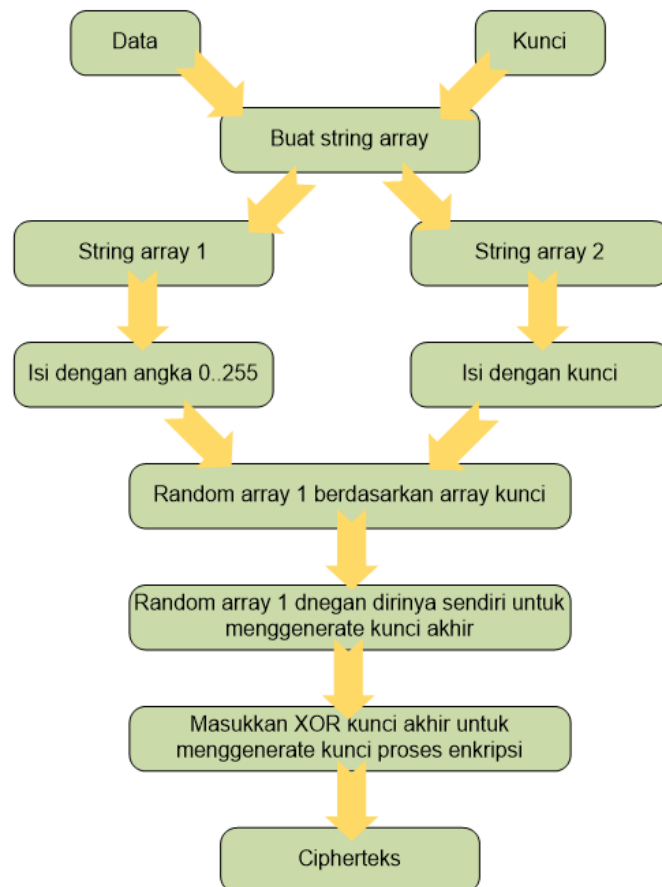 Data
Kunci
Buat string array
String array 1
String array 2
Isi dengan angka 0..255
Isi dengan kunci
Random array 1 berdasarkan array kunci
Random array 1 dnegan dirinya sendiri untuk
menggenerate kunci akhir
Masukkan XOR kunci akhir untuk
menggenerate kunci proses enkripsi
Cipherteks